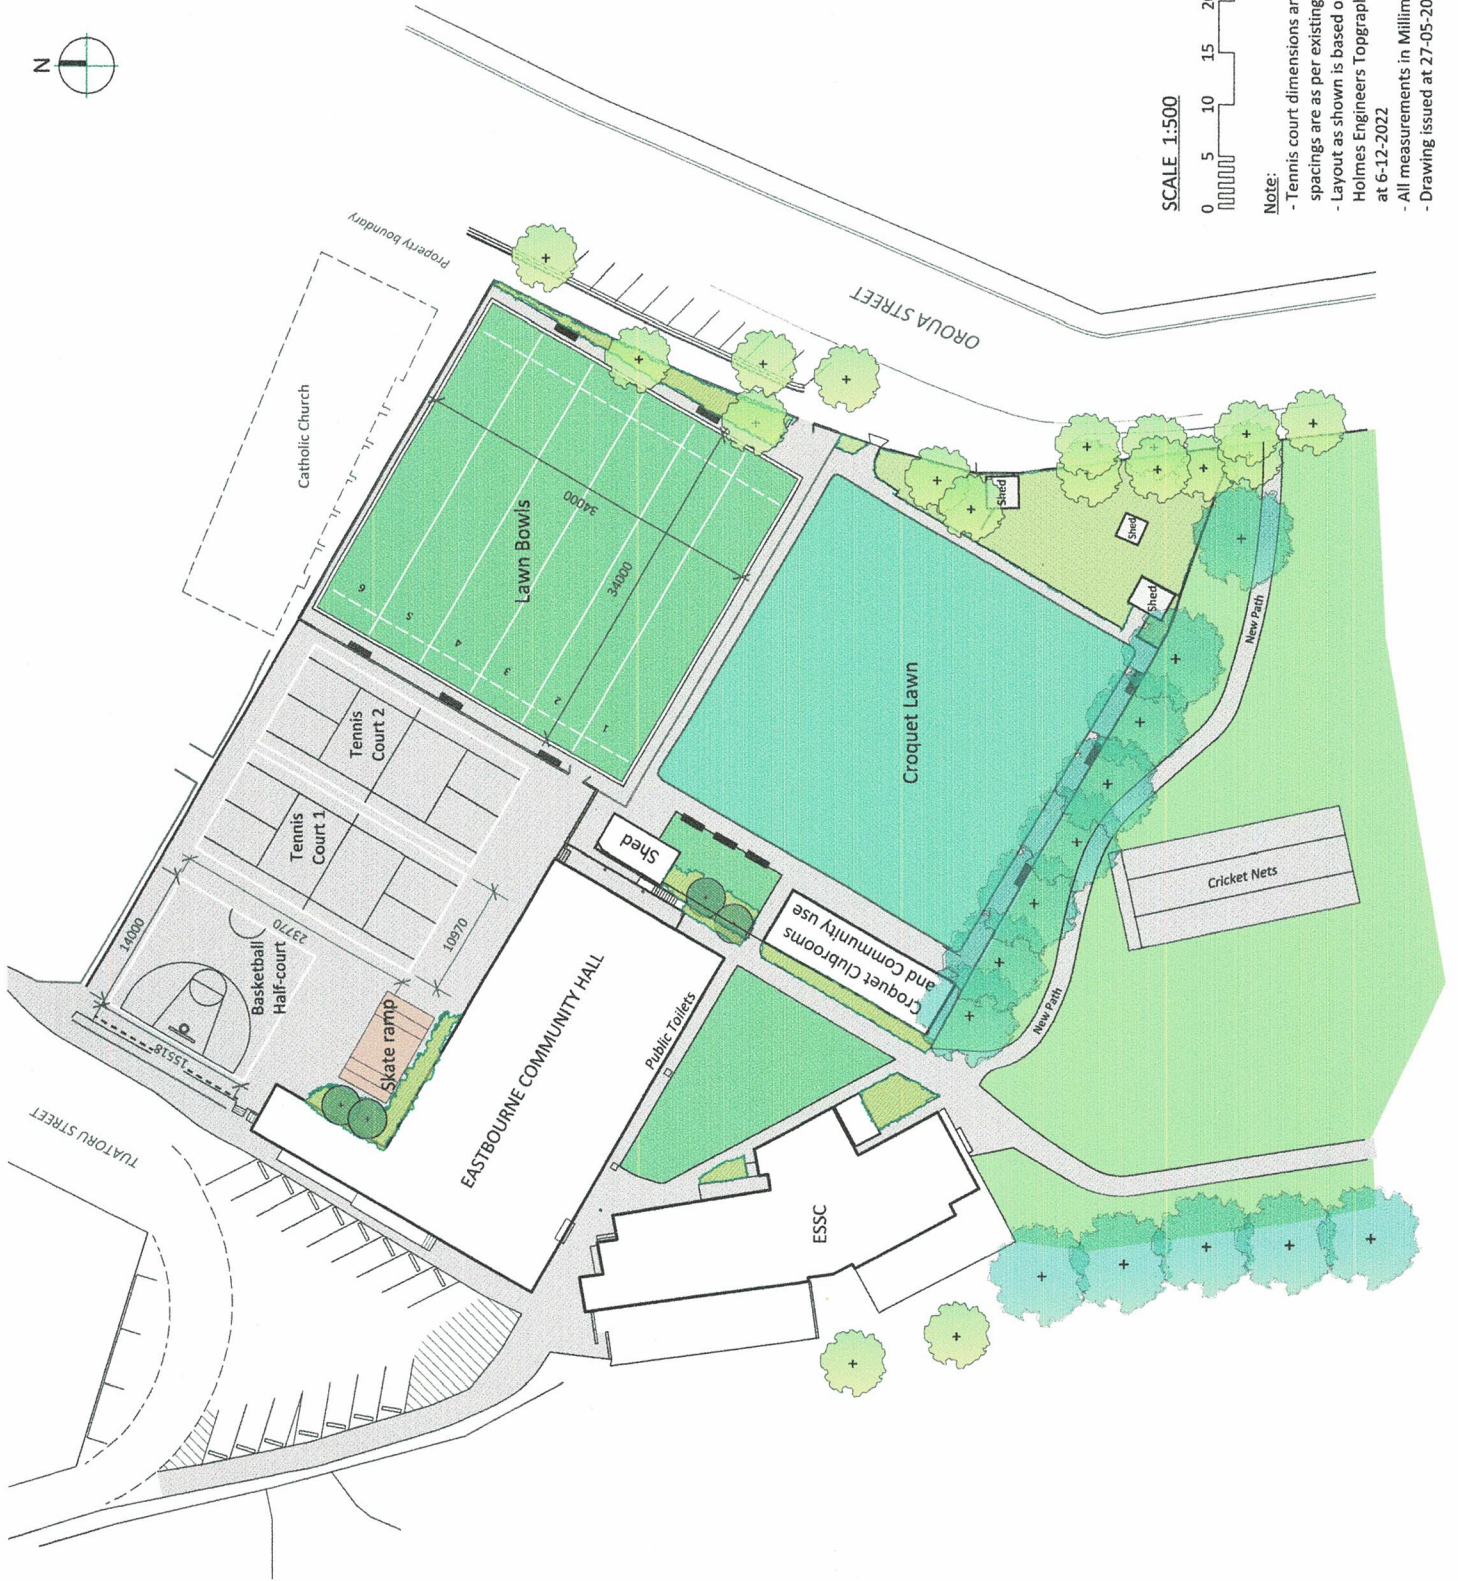 N
Property boundary
Catholic Church
OROUA STREET
TUATORU STREET
Lawn Bowls
34000
34000
6
5
4
3
2
1
Tennis
Court 2
Tennis
Court 1
14000
Basketball
Half-court
23770
10970
15518
Skate ramp
EASTBOURNE COMMUNITY HALL
Public Toilets
Shed
Croquet Lawn
Croquet Clubrooms
and Community use
Shed
Shed
Shed
New Path
New Path
Cricket Nets
ESSC
SCALE 1:500
0 5 10 15
Note:
- Tennis court dimensions
spacings are as per existing
- Layout as shown is based
Holmes Engineers
at 6-12-2022
- All measurements in
- Drawing issued at 27-05-20